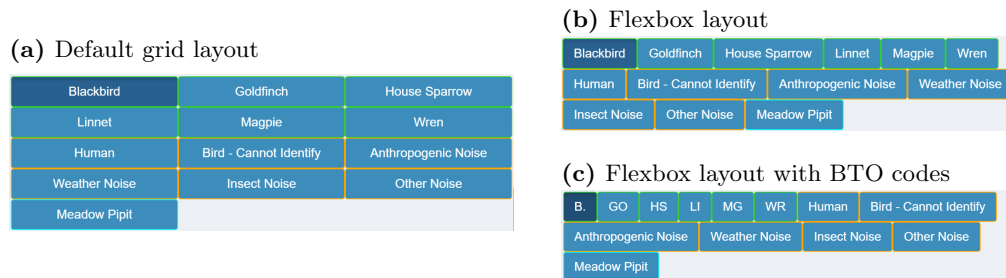 (a) Default grid layout
Blackbird Goldfinch House Sparrow
Linnet Magpie Wren
Human Bird - Cannot Identify Anthropogenic Noise
Weather Noise Insect Noise Other Noise
Meadow Pipit
(b) Flexbox layout
Blackbird Goldfinch House Sparrow Linnet Magpie Wren
Human Bird - Cannot Identify Anthropogenic Noise Weather Noise
Insect Noise Other Noise Meadow Pipit
(c) Flexbox layout with BTO codes
B. GO HS LI MG WR Human Bird - Cannot Identify
Anthropogenic Noise Weather Noise Insect Noise Other Noise
Meadow Pipit